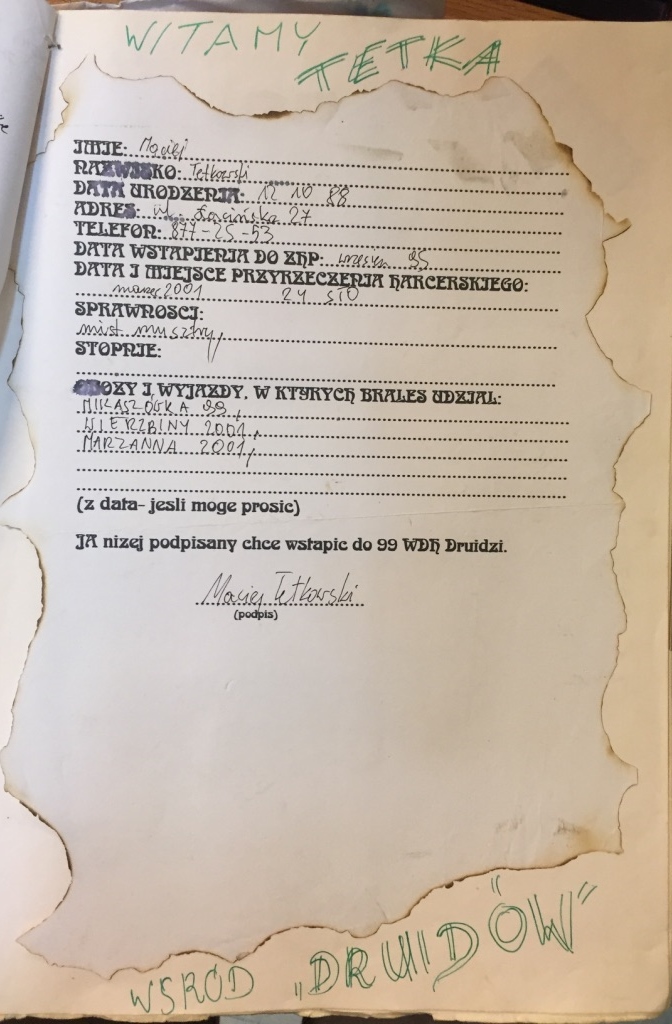 WITAMY
TETKA
IMIE: Maciej
NAZWISKO: Tetkowski
DATA URODZENIA: 12 10 88
ADRES: ul. 27
TELEFON: 877-25-53
DATA WSTAPIENIA DO ZHP: 95
DATA I MIEJSCE PRZYRZECZENIA HARCERSKIEGO:
marzec 2001 24
SPRAWNOSCI:
mist. musztry,
STOPNIE:
OBOZY I WYJAZDY, W KTYRYCH BRALES UDZIAL:
MIKASZÓWKA 99,
WIERZBINY 2001,
MARZANNA 2001,
(z data- jesli moge prosic)
JA nizej podpisany chce wstapic do 99 WDH Druidzi.
Maciej Tetkowski
(podpis)
WŚRÓD „DRUIDÓW"